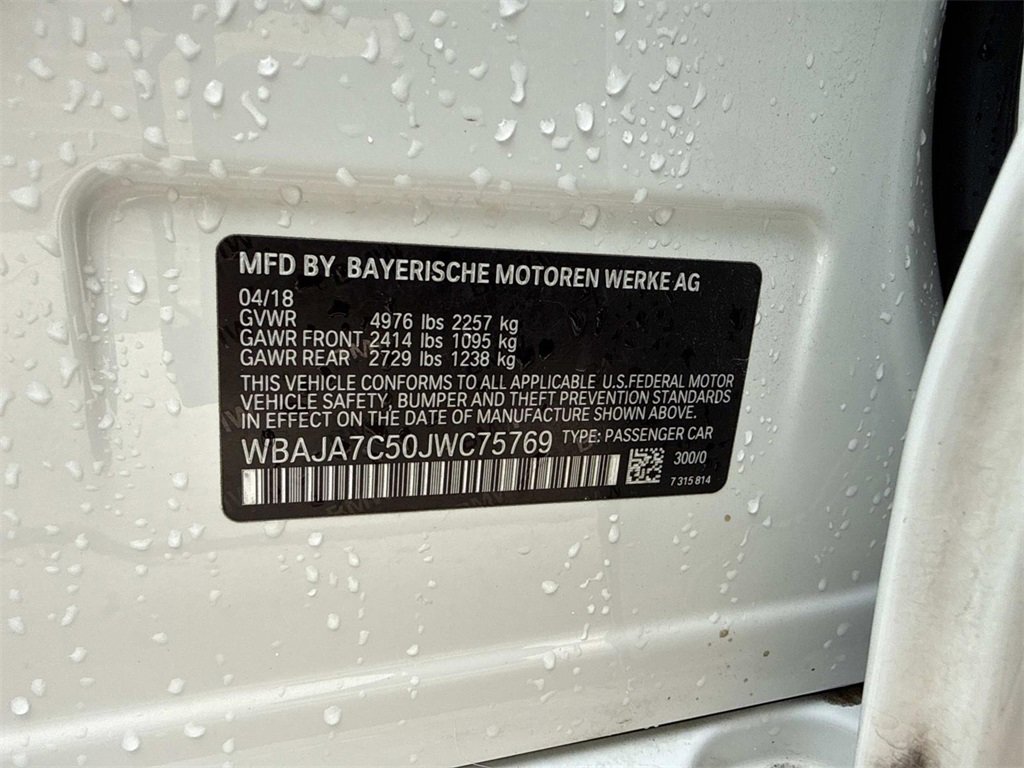 MFD BY BAYERISCHE MOTOREN WERKE AG
04/18
GVWR 4976 lbs 2257 kg
GAWR FRONT 2414 lbs 1095 kg
GAWR REAR 2729 lbs 1238 kg
THIS VEHICLE CONFORMS TO ALL APPLICABLE U.S.FEDERAL MOTOR
VEHICLE SAFETY, BUMPER AND THEFT PREVENTION STANDARDS
IN EFFECT ON THE DATE OF MANUFACTURE SHOWN ABOVE.
WBAJA7C50JWC75769 TYPE: PASSENGER CAR
300/0
7 315 814